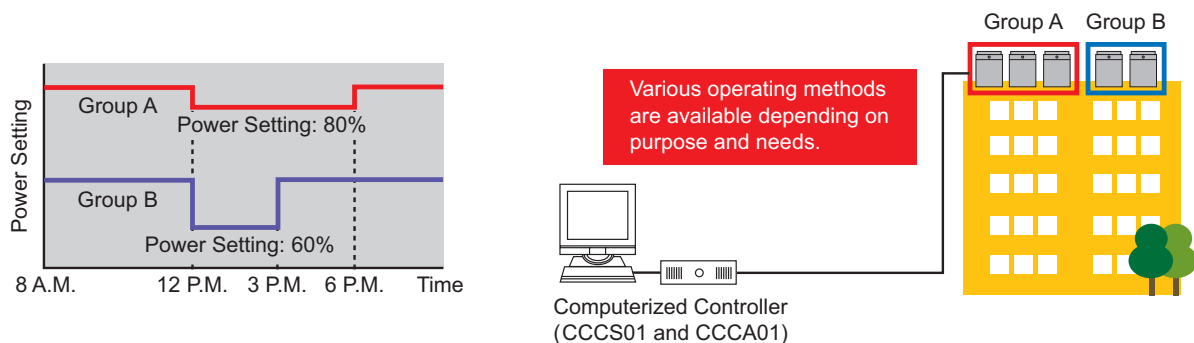 Power Setting
Group A
Power Setting: 80%
Group B
Power Setting: 60%
8 A.M. 12 P.M. 3 P.M. 6 P.M. Time
Group A Group B
Various operating methods
are available depending on
purpose and needs.
Computerized Controller
(CCCS01 and CCCA01)